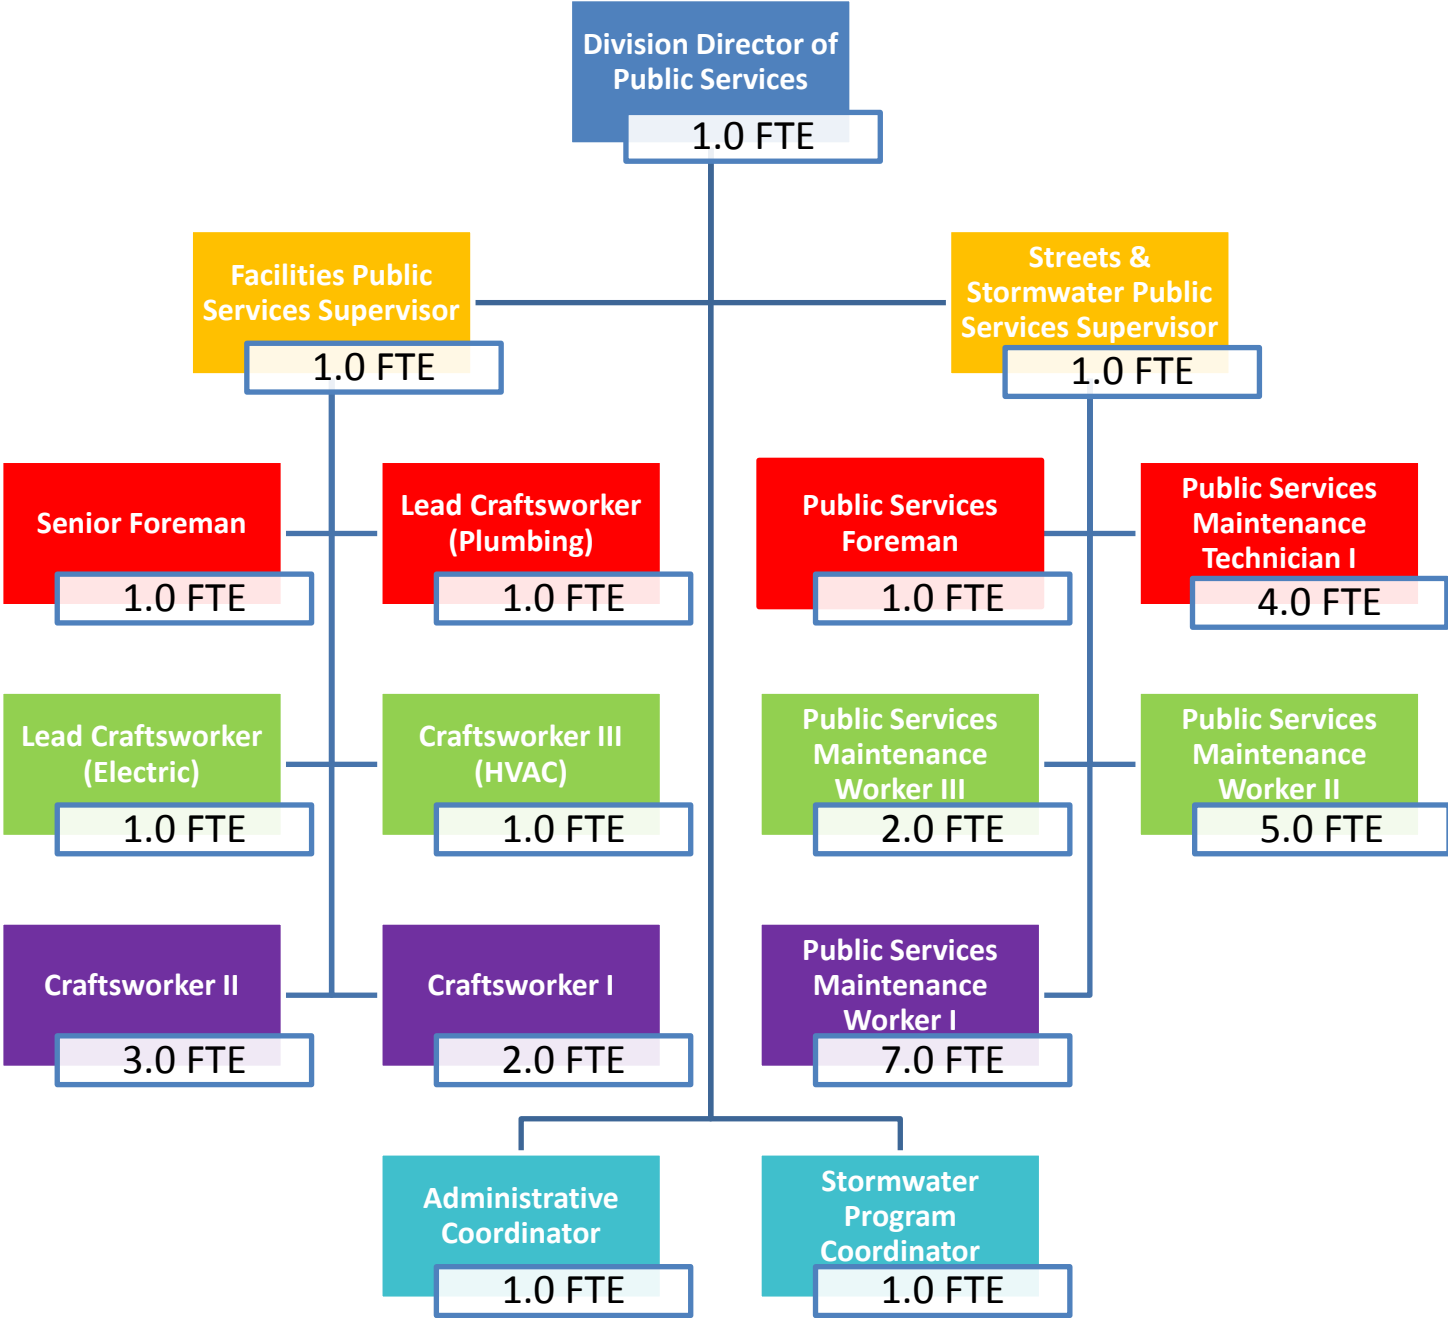 Division Director of
Public Services
1.0 FTE
Facilities Public
Services Supervisor
1.0 FTE
Streets &
Stormwater Public
Services Supervisor
1.0 FTE
Senior Foreman
1.0 FTE
Lead Craftsworker
(Plumbing)
1.0 FTE
Public Services
Foreman
1.0 FTE
Public Services
Maintenance
Technician I
4.0 FTE
Lead Craftsworker
(Electric)
1.0 FTE
Craftsworker III
(HVAC)
1.0 FTE
Public Services
Maintenance
Worker III
2.0 FTE
Public Services
Maintenance
Worker II
5.0 FTE
Craftsworker II
3.0 FTE
Craftsworker I
2.0 FTE
Public Services
Maintenance
Worker I
7.0 FTE
Administrative
Coordinator
1.0 FTE
Stormwater
Program
Coordinator
1.0 FTE